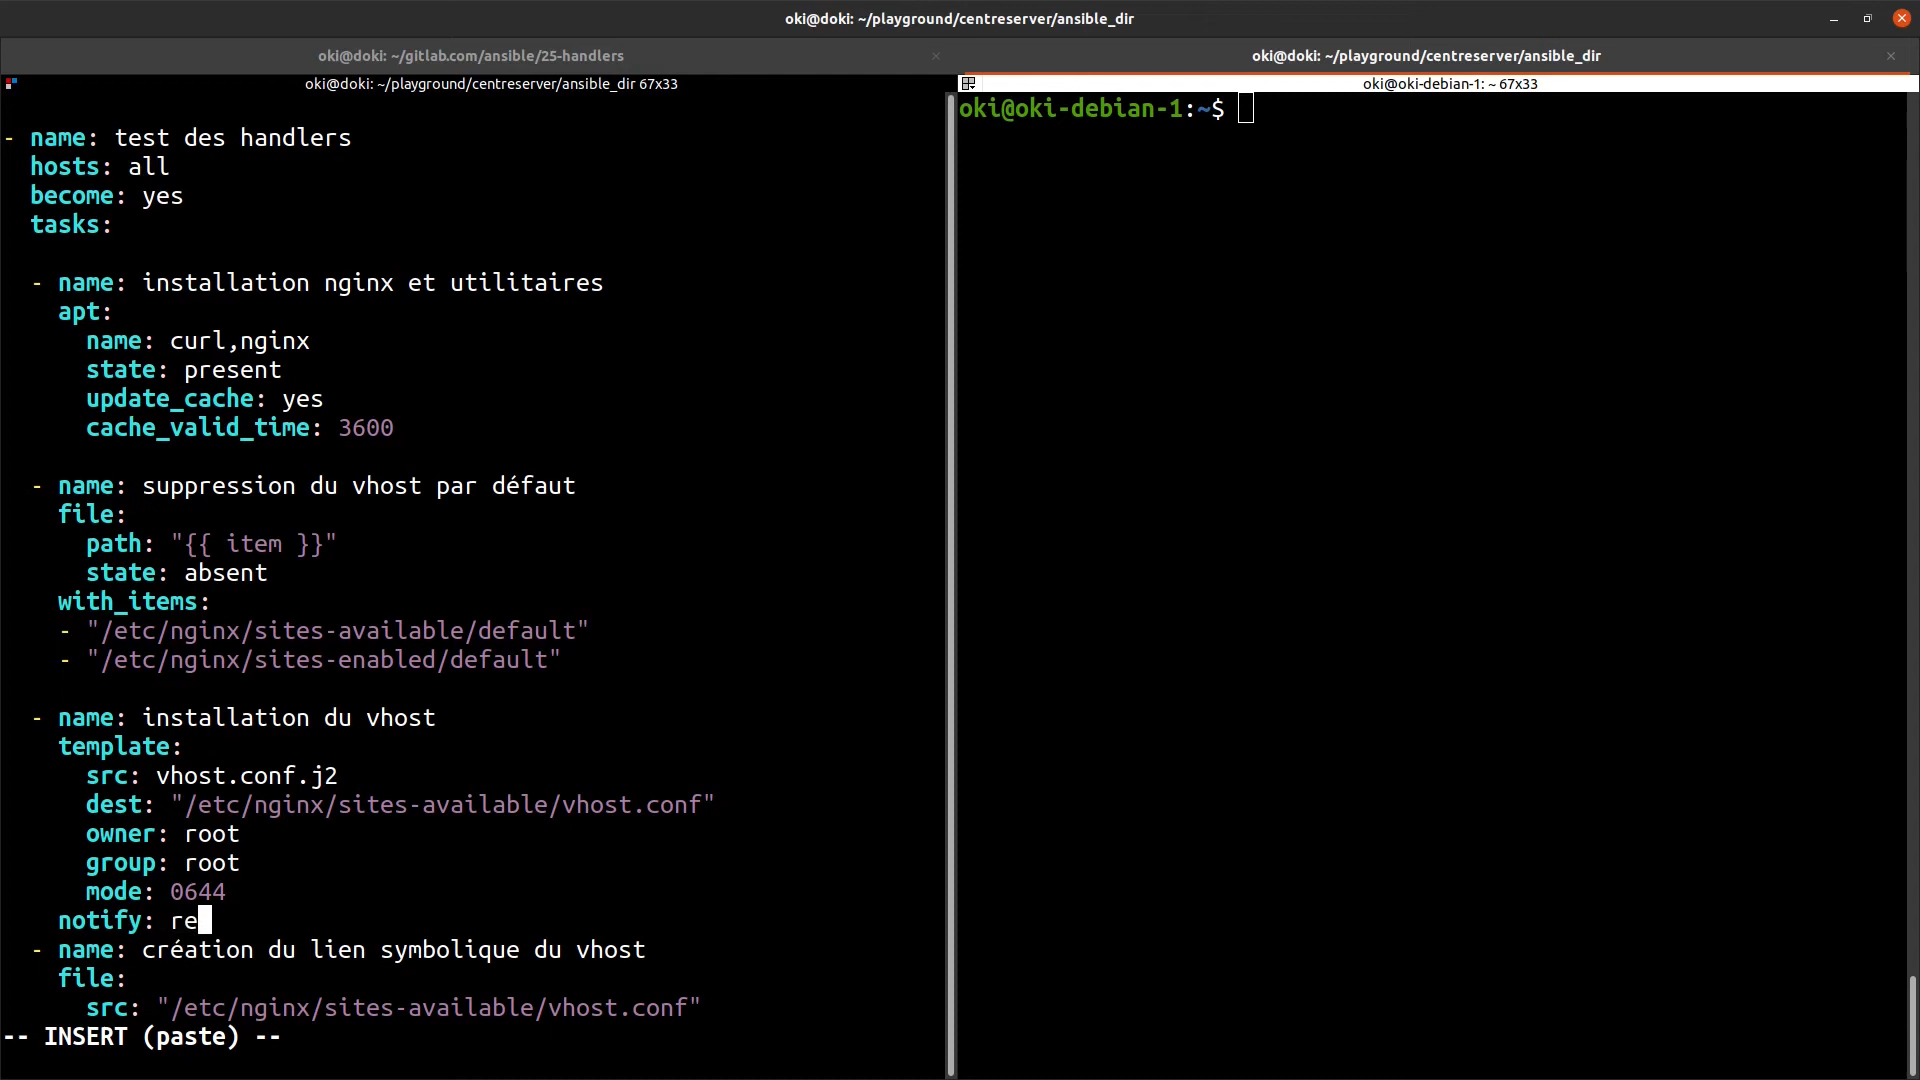 oki@doki: ~/playground/centreserver/ansible_dir
oki@doki: ~/gitlab.com/ansible/25-handlers
oki@doki: ~/playground/centreserver/ansible_dir
oki@doki: ~/playground/centreserver/ansible_dir 67x33
- name: test des handlers
  hosts: all
  become: yes
  tasks:
  - name: installation nginx et utilitaires
    apt:
      name: curl,nginx
      state: present
      update_cache: yes
      cache_valid_time: 3600
  - name: suppression du vhost par défaut
    file:
      path: "{{ item }}"
      state: absent
    with_items:
    - "/etc/nginx/sites-available/default"
    - "/etc/nginx/sites-enabled/default"
  - name: installation du vhost
    template:
      src: vhost.conf.j2
      dest: "/etc/nginx/sites-available/vhost.conf"
      owner: root
      group: root
      mode: 0644
    notify: re
  - name: création du lien symbolique du vhost
    file:
      src: "/etc/nginx/sites-available/vhost.conf"
-- INSERT (paste) --
oki@oki-debian-1: ~ 67x33
oki@oki-debian-1:~$